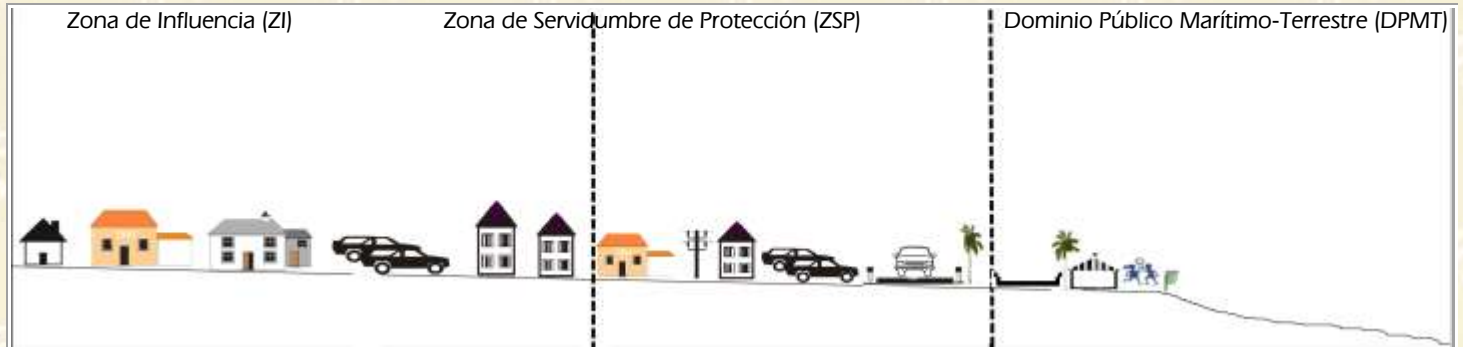 Zona de Influencia (ZI)
Zona de Servidumbre de Protección (ZSP)
Dominio Público Marítimo-Terrestre (DPMT)